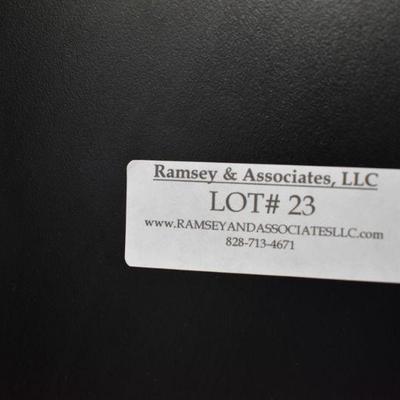 Ramsey & Associates, LLC
LOT# 23
www.RAMSEYANDASSOCIATESLLC.com
828-713-4671